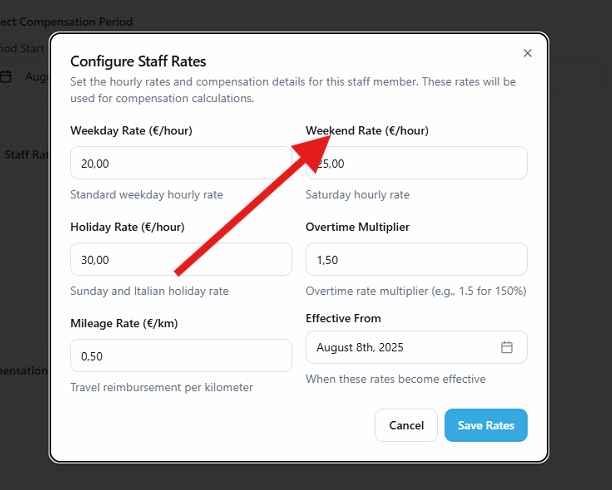 ect Compensation Period
iod Start
Augu
Staff Rat
pensation
Configure Staff Rates
Set the hourly rates and compensation details for this staff member. These rates will be
used for compensation calculations.
Weekday Rate (€/hour)
Weekend Rate (€/hour)
20,00
25,00
Standard weekday hourly rate
Saturday hourly rate
Holiday Rate (€/hour)
Overtime Multiplier
30,00
1,50
Sunday and Italian holiday rate
Overtime rate multiplier (e.g., 1.5 for 150%)
Mileage Rate (€/km)
Effective From
0,50
August 8th, 2025
Travel reimbursement per kilometer
When these rates become effective
Cancel
Save Rates